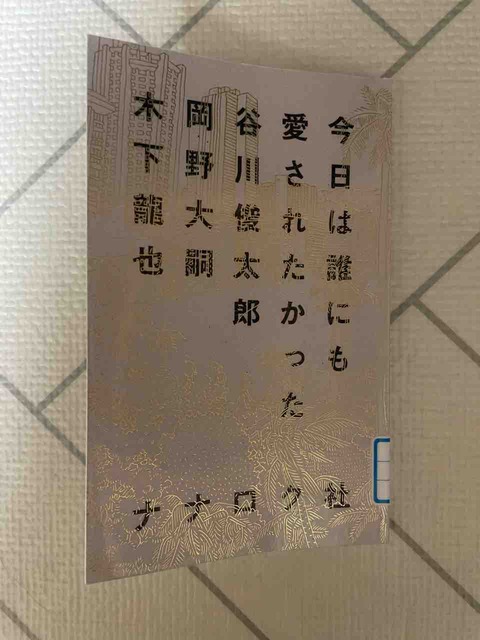 今日は誰にも
愛されたかった
谷川俊太郎
岡野大嗣
木下龍也
ナナロク社